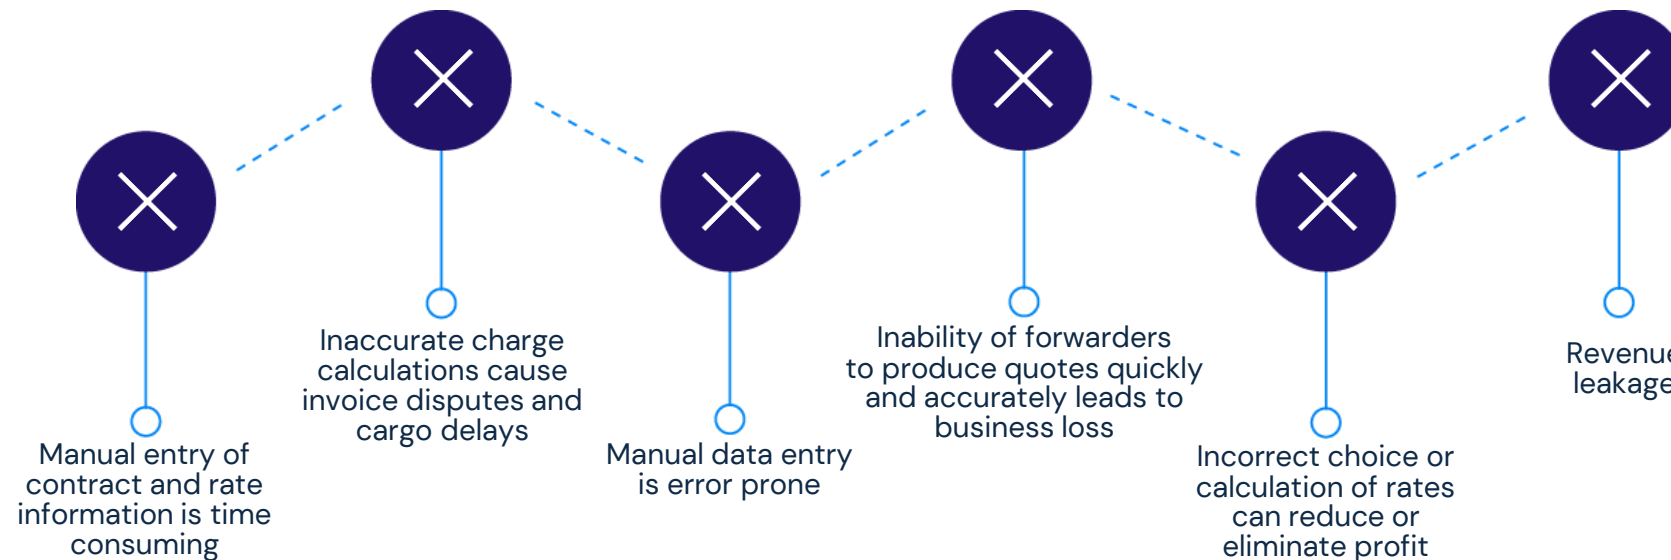 Manual entry of
contract and rate
information is time
consuming
Inaccurate charge
calculations cause
invoice disputes and
cargo delays
Manual data entry
is error prone
Inability of forwarders
to produce quotes quickly
and accurately leads to
business loss
Incorrect choice or
calculation of rates
can reduce or
eliminate profit
Revenue
leakage